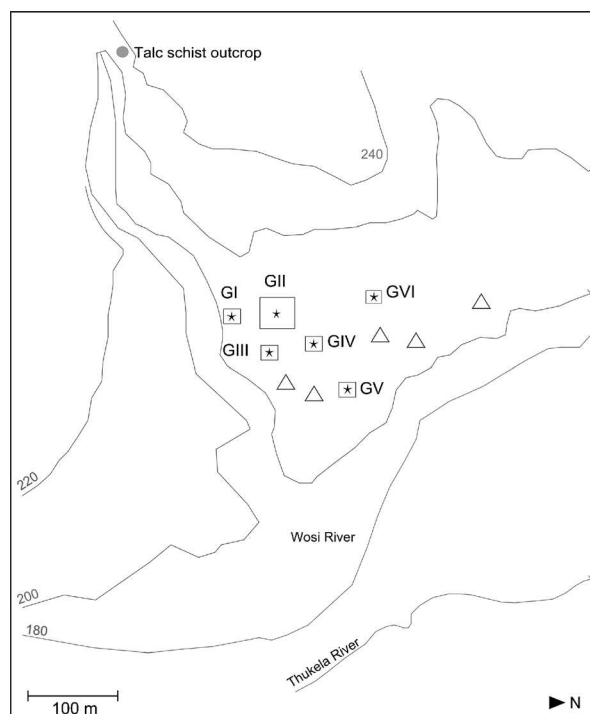 Talc schist outcrop
240
GI
GII
GVI
GIII
GIV
GV
220
Wosi River
200
180
Thukela River
100 m
N